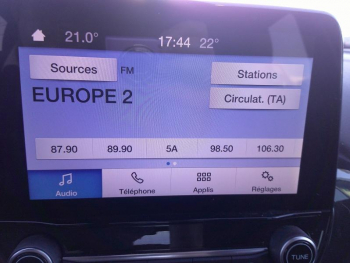 21.0° 17:44 22°
Sources FM Stations
EUROPE 2 Circulat. (TA)
87.90 89.90 5A 98.50 106.30
Audio Téléphone Applis Réglages
TUNE